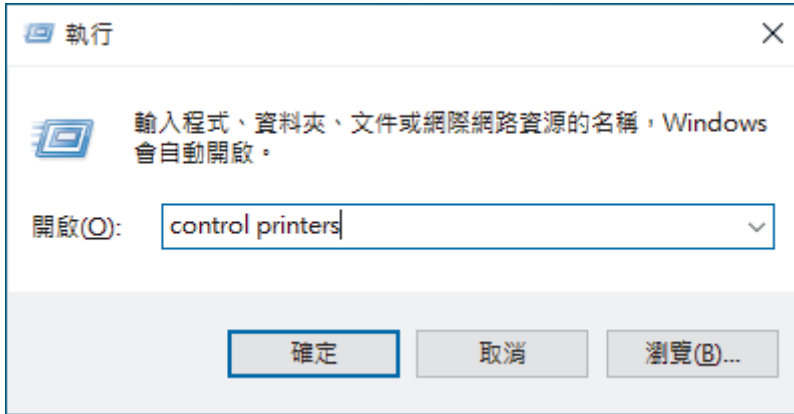 執行
輸入程式、資料夾、文件或網際網路資源的名稱，Windows
會自動開啟。
開啟(O): control printers
確定 取消 瀏覽(B)...